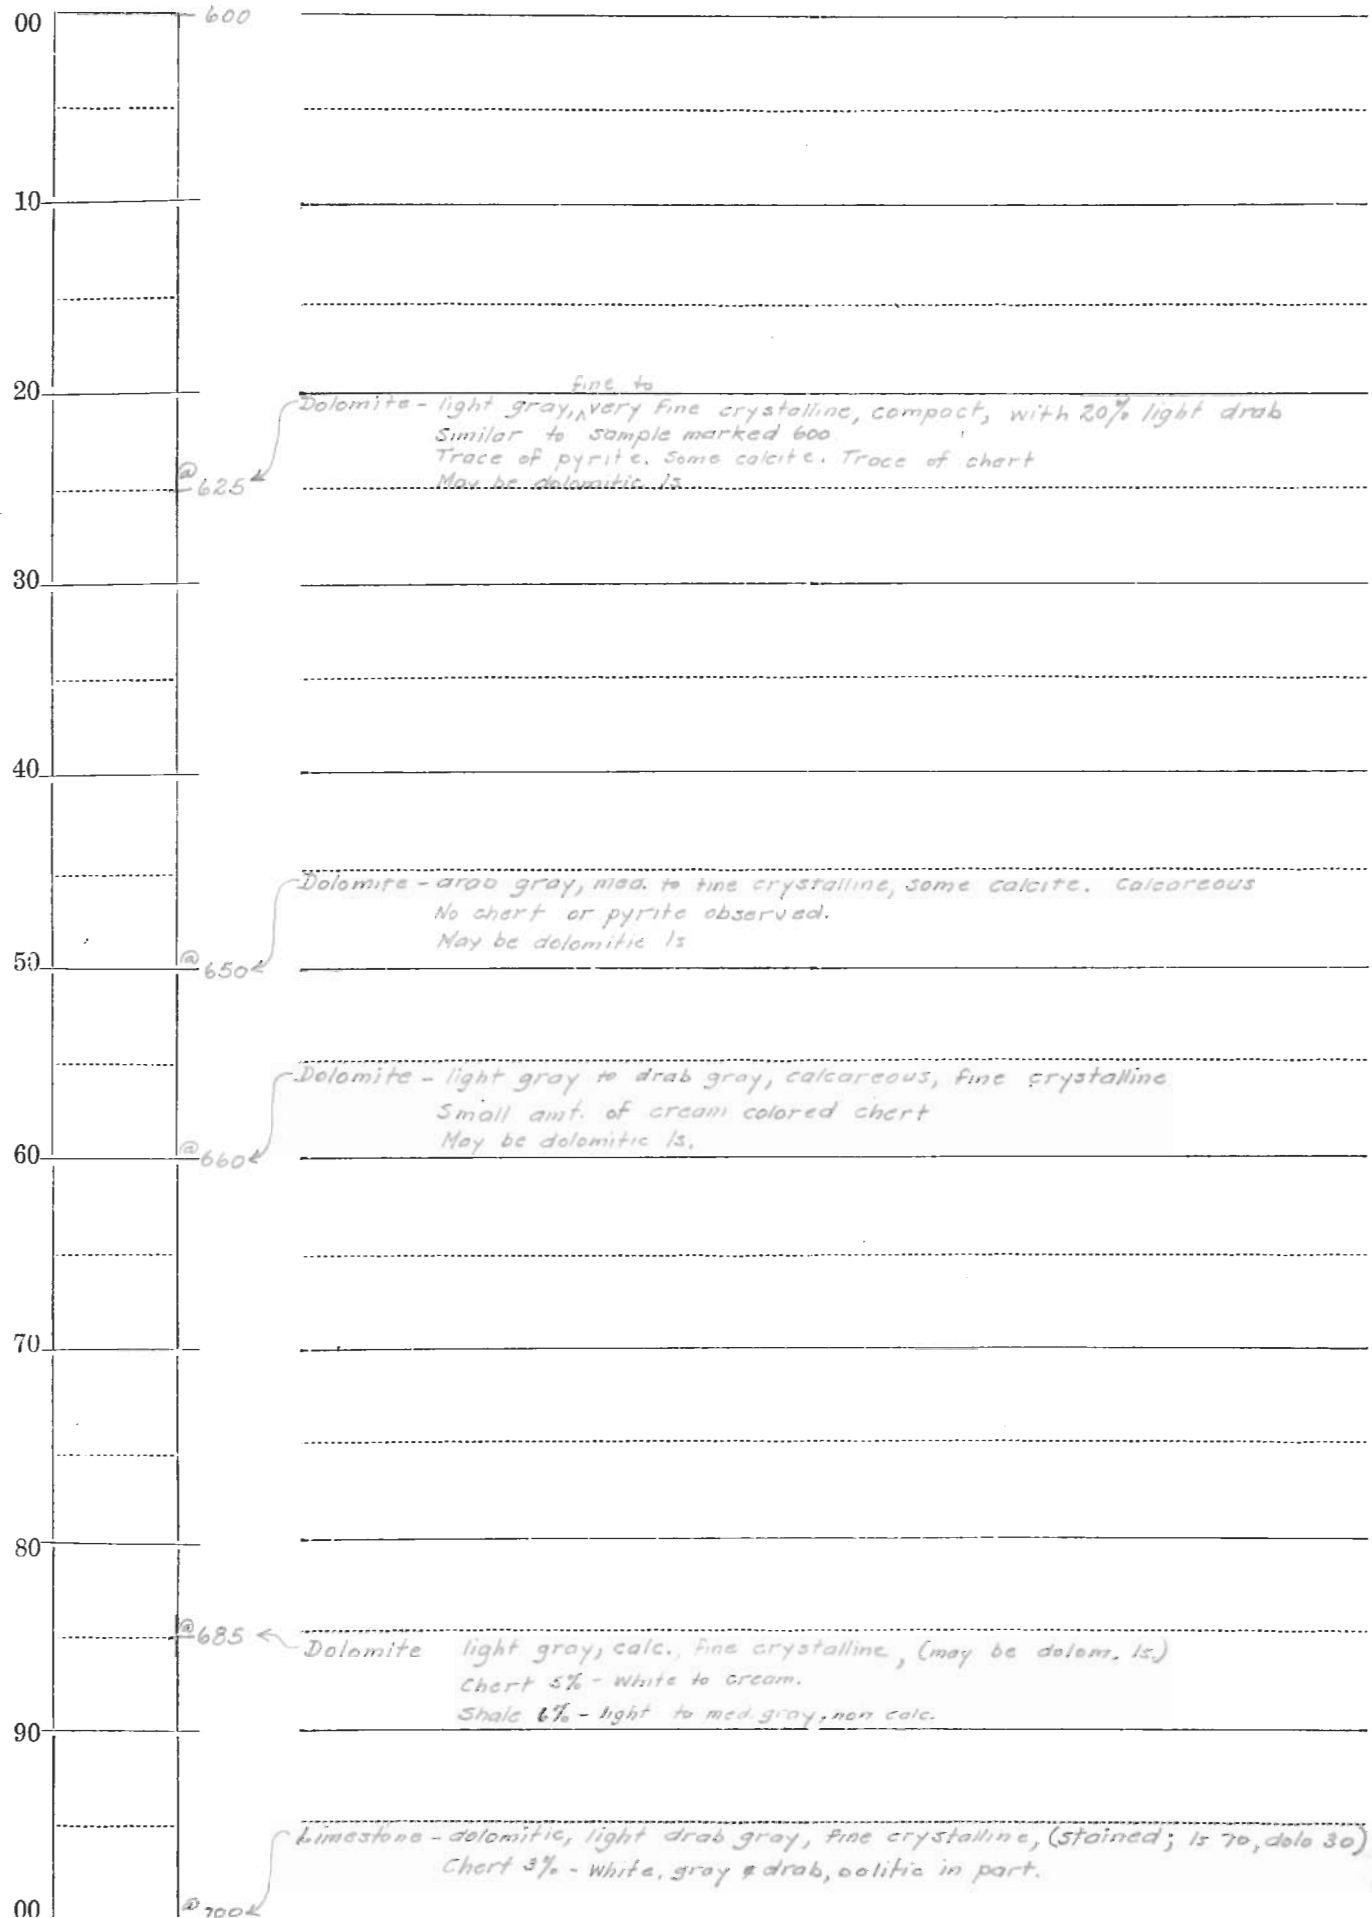 00 600
10
20
fine to
Dolomite - light gray, ^ very fine crystalline, compact, with 20% light drab
Similar to sample marked 600
Trace of pyrite. Some calcite. Trace of chert
May be dolomitic ls
@ 625
30
40
Dolomite - drab gray, med. to fine crystalline, some calcite. Calcareous
No chert or pyrite observed.
May be dolomitic ls
50 @ 650
Dolomite - light gray to drab gray, calcareous, fine crystalline
Small amt. of cream colored chert
May be dolomitic ls.
60 @ 660
70
80
@ 685
Dolomite light gray, calc., fine crystalline, (may be dolom. ls.)
Chert 5% - White to cream.
Shale 6% - light to med. gray, non calc.
90
Limestone - dolomitic, light drab gray, fine crystalline, (stained; ls 70, dolo 30)
Chert 3% - White, gray & drab, oolitic in part.
00 @ 700